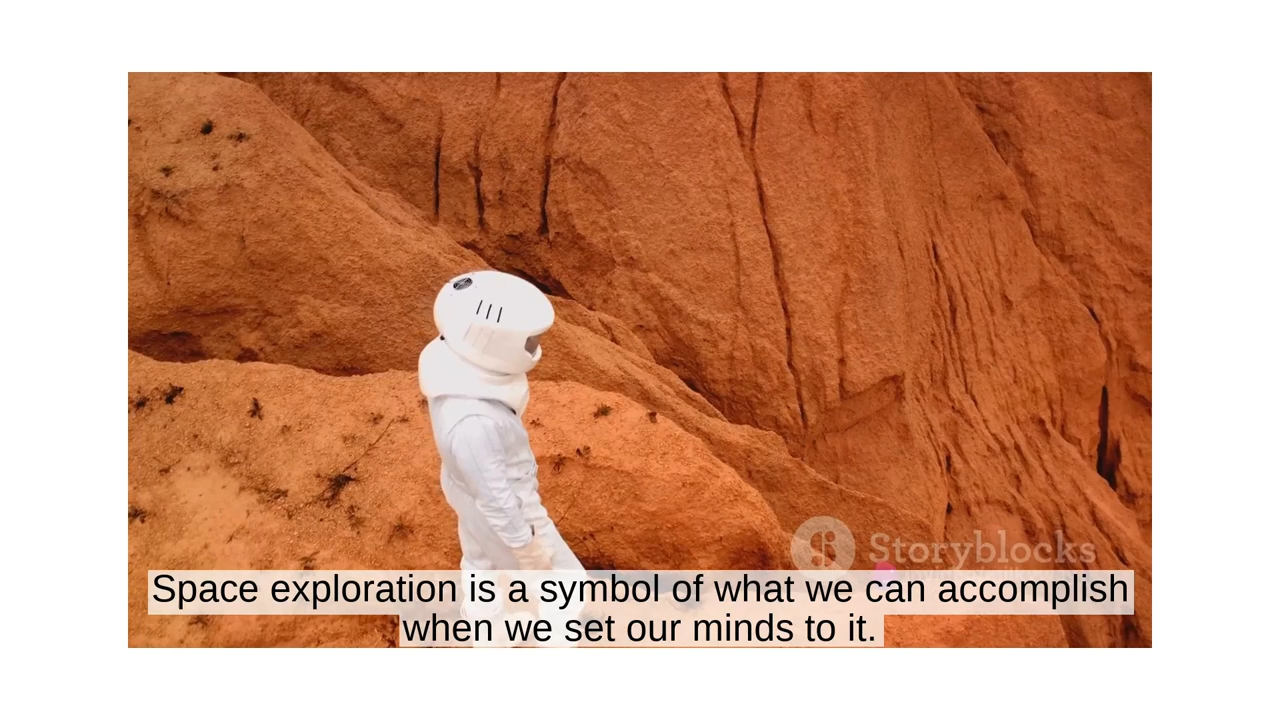 Storyblocks
Space exploration is a symbol of what we can accomplish
when we set our minds to it.